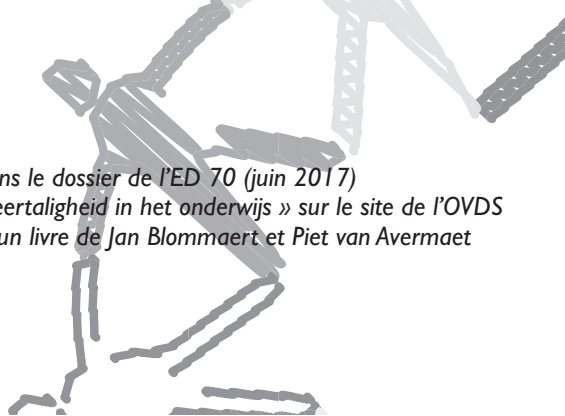 ns le dossier de l'ED 70 (juin 2017)
eertaligheid in het onderwijs » sur le site de l'OVDS
un livre de Jan Blommaert et Piet van Avermaet